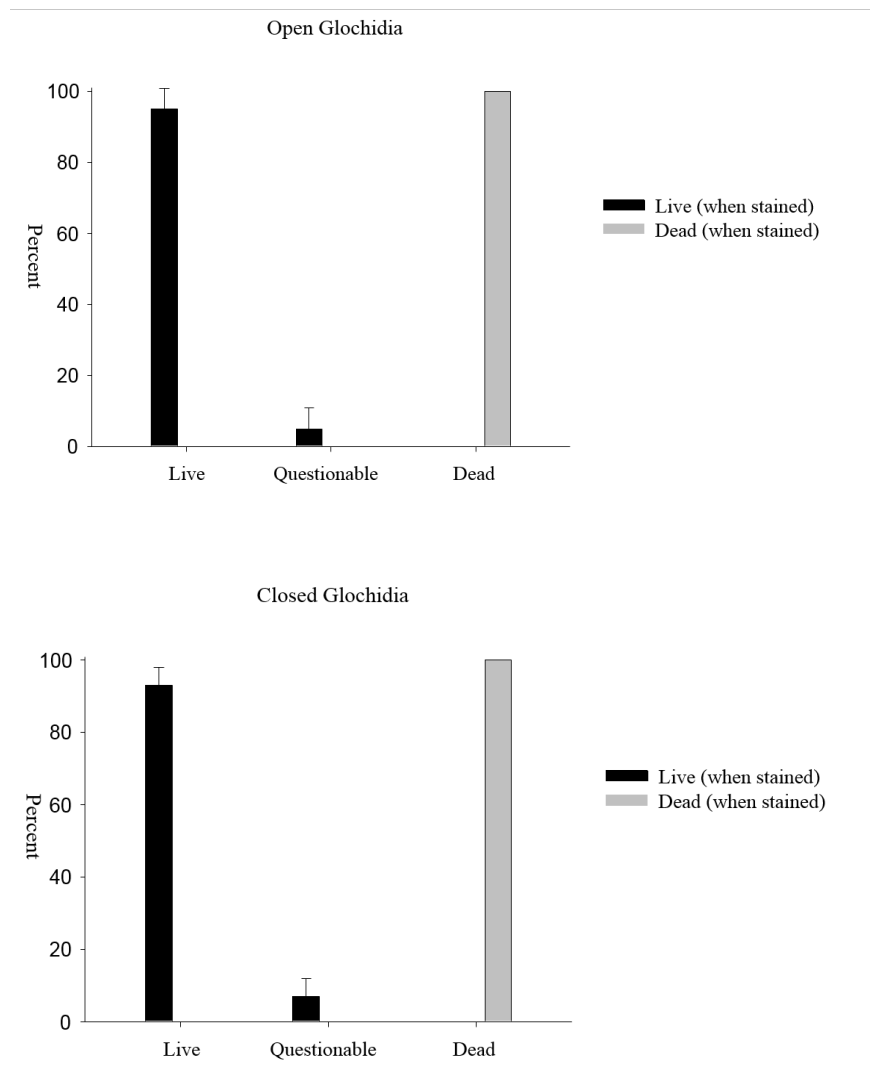 Open Glochidia
100
80
60
40
20
0
Percent
Live (when stained)
Dead (when stained)
Live Questionable Dead
Closed Glochidia
100
80
60
40
20
0
Percent
Live (when stained)
Dead (when stained)
Live Questionable Dead